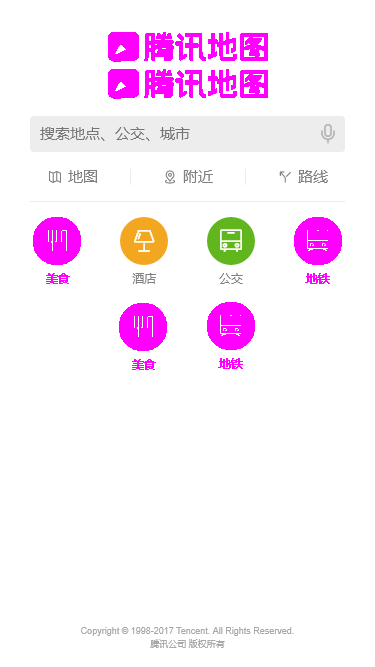 腾讯地图
腾讯地图
搜索地点、公交、城市
地图 附近 路线
美食 酒店 公交 地铁
美食 地铁
Copyright © 1998-2017 Tencent. All Rights Reserved.
腾讯公司 版权所有